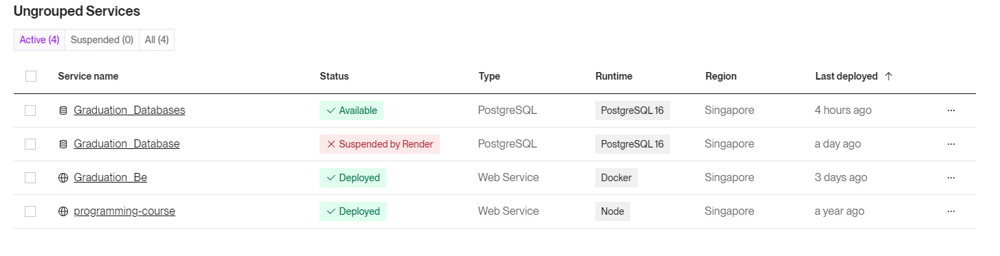 Ungrouped Services
Active (4) Suspended (0) All (4)
Service name Status Type Runtime Region Last deployed ↑
Graduation_Databases Available PostgreSQL PostgreSQL 16 Singapore 4 hours ago ...
Graduation_Database Suspended by Render PostgreSQL PostgreSQL 16 Singapore a day ago ...
Graduation_Be Deployed Web Service Docker Singapore 3 days ago ...
programming-course Deployed Web Service Node Singapore a year ago ...